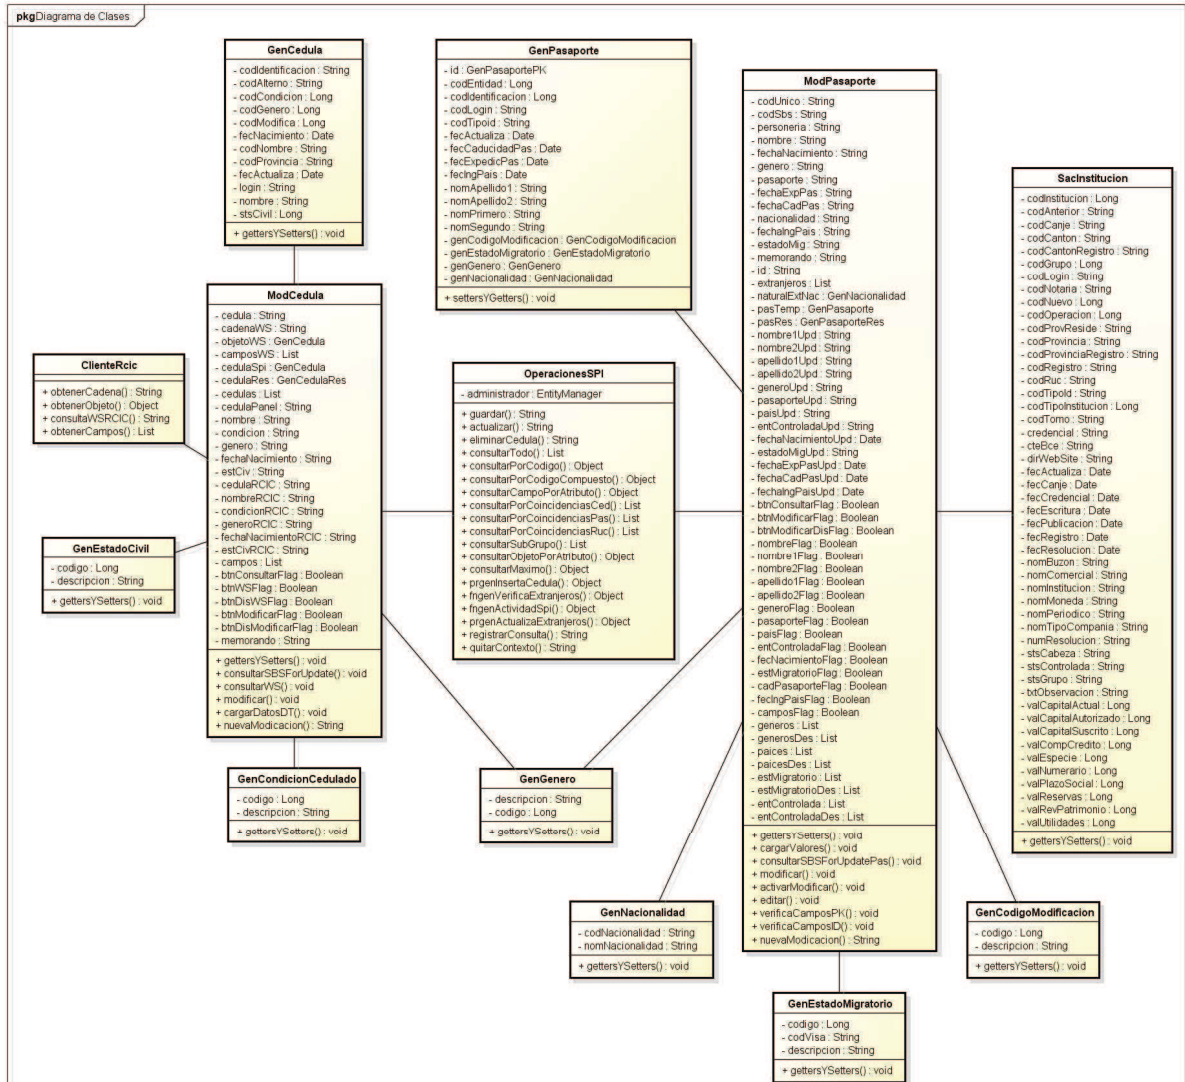 pkg Diagrama de Clases
GenCedula
- codIdentificacion : String
- codAlterno : String
- codCondicion : Long
- codGenero : Long
- codModifica : Long
- fecNacimiento : Date
- codNombre : String
- codProvincia : String
- fecActualiza : Date
- login : String
- nombre : String
- stsCivil : Long
+ gettersYSetters() : void
GenPasaporte
- id : GenPasaportePK
- codEntidad : Long
- codIdentificacion : Long
- codLogin : String
- codTipoid : String
- fecActualiza : Date
- fecCaducidadPas : Date
- fecExpedicPas : Date
- fecIngPais : Date
- nomApellido1 : String
- nomApellido2 : String
- nomPrimero : String
- nomSegundo : String
- genCodigoModificacion : GenCodigoModificacion
- genEstadoMigratorio : GenEstadoMigratorio
- genGenero : GenGenero
- genNacionalidad : GenNacionalidad
+ settersYGetters() : void
ModPasaporte
- codUnico : String
- codSbs : String
- personeria : String
- nombre : String
- fechaNacimiento : String
- genero : String
- pasaporte : String
- fechaExpPas : String
- fechaCadPas : String
- nacionalidad : String
- fechaIngPais : String
- estadoMig : String
- memorando : String
- id : String
- extranjeros : List
- naturalExtNac : GenNacionalidad
- pasTemp : GenPasaporte
- pasRes : GenPasaporteRes
- nombre1Upd : String
- nombre2Upd : String
- apellido1Upd : String
- apellido2Upd : String
- generoUpd : String
- pasaporteUpd : String
- paisUpd : String
- entControladaUpd : String
- fechaNacimientoUpd : Date
- estadoMigUpd : String
- fechaExpPasUpd : Date
- fechaCadPasUpd : Date
- fechaIngPaisUpd : Date
- btnConsultarFlag : Boolean
- btnModificarFlag : Boolean
- btnModificarDisFlag : Boolean
- nombreFlag : Boolean
- nombre1Flag : Boolean
- nombre2Flag : Boolean
- apellido1Flag : Boolean
- apellido2Flag : Boolean
- generoFlag : Boolean
- pasaporteFlag : Boolean
- paisFlag : Boolean
- entControladaFlag : Boolean
- fecNacimientoFlag : Boolean
- estMigratorioFlag : Boolean
- cadPasaporteFlag : Boolean
- fecIngPaisFlag : Boolean
- camposFlag : Boolean
- generos : List
- generosDes : List
- paices : List
- paicesDes : List
- estMigratorio : List
- estMigratorioDes : List
- entControlada : List
- entControladaDes : List
+ gettersYSetters() : void
+ cargarValores() : void
+ consultarSBSForUpdatePas() : void
+ modificar() : void
+ activarModificar() : void
+ editar() : void
+ verificaCamposPK() : void
+ verificaCamposID() : void
+ nuevaModicacion() : String
SacInstitucion
- codInstitucion : Long
- codAnterior : String
- codCanje : String
- codCanton : String
- codCantonRegistro : String
- codGrupo : Long
- codLogin : String
- codNotaria : String
- codNuevo : Long
- codOperacion : Long
- codProvReside : String
- codProvincia : String
- codProvinciaRegistro : String
- codRegistro : String
- codRuc : String
- codTipoId : String
- codTipoInstitucion : Long
- codTomo : String
- credencial : String
- cteBce : String
- dirWebSite : String
- fecActualiza : Date
- fecCanje : Date
- fecCredencial : Date
- fecEscritura : Date
- fecPublicacion : Date
- fecRegistro : Date
- fecResolucion : Date
- nomBuzon : String
- nomComercial : String
- nomInstitucion : String
- nomMoneda : String
- nomPeriodico : String
- nomTipoCompania : String
- numResolucion : String
- stsCabeza : String
- stsControlada : String
- stsGrupo : String
- txtObservacion : String
- valCapitalActual : Long
- valCapitalAutorizado : Long
- valCapitalSuscrito : Long
- valCompCredito : Long
- valEspecie : Long
- valNumerario : Long
- valPlazoSocial : Long
- valReservas : Long
- valRevPatrimonio : Long
- valUtilidades : Long
+ gettersYSetters() : void
ModCedula
- cedula : String
- cadenaWS : String
- objetoWS : GenCedula
- camposWS : List
- cedulaSpi : GenCedula
- cedulaRes : GenCedulaRes
- cedulas : List
- cedulaPanel : String
- nombre : String
- condicion : String
- genero : String
- fechaNacimiento : String
- estCiv : String
- cedulaRCIC : String
- nombreRCIC : String
- condicionRCIC : String
- generoRCIC : String
- fechaNacimientoRCIC : String
- estCivRCIC : String
- campos : List
- btnConsultarFlag : Boolean
- btnWSFlag : Boolean
- btnDisWSFlag : Boolean
- btnModificarFlag : Boolean
- btnDisModificarFlag : Boolean
- memorando : String
+ gettersYSetters() : void
+ consultarSBSForUpdate() : void
+ consultarWS() : void
+ modificar() : void
+ cargarDatosDT() : void
+ nuevaModicacion() : String
ClienteRcic
+ obtenerCadena() : String
+ obtenerObjeto() : Object
+ consultaWSRCIC() : String
+ obtenerCampos() : List
OperacionesSPI
- administrador : EntityManager
+ guardar() : String
+ actualizar() : String
+ eliminarCedula() : String
+ consultarTodo() : List
+ consultarPorCodigo() : Object
+ consultarPorCodigoCompuesto() : Object
+ consultarCampoPorAtributo() : Object
+ consultarPorCoincidenciasCed() : List
+ consultarPorCoincidenciasPas() : List
+ consultarPorCoincidenciasRuc() : List
+ consultarSubGrupo() : List
+ consultarObjetoPorAtributo() : Object
+ consultarMaximo() : Object
+ prgenInsertaCedula() : Object
+ fngenVerificaExtranjeros() : Object
+ fngenActividadSpi() : Object
+ prgenActualizaExtranjeros() : Object
+ registrarConsulta() : String
+ quitarContexto() : String
GenEstadoCivil
- codigo : Long
- descripcion : String
+ gettersYSetters() : void
GenCondicionCedulado
- codigo : Long
- descripcion : String
+ gettersYSetters() : void
GenGenero
- descripcion : String
- codigo : Long
+ gettersYSetters() : void
GenNacionalidad
- codNacionalidad : String
- nomNacionalidad : String
+ gettersYSetters() : void
GenCodigoModificacion
- codigo : Long
- descripcion : String
+ gettersYSetters() : void
GenEstadoMigratorio
- codigo : Long
- codVisa : String
- descripcion : String
+ gettersYSetters() : void